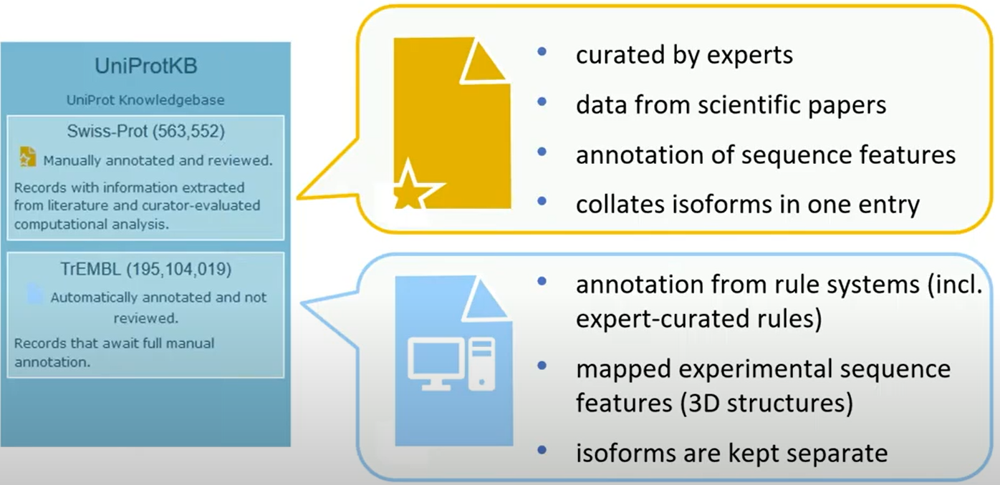 UniProtKB
UniProt Knowledgebase
Swiss-Prot (563,552)
Manually annotated and reviewed.
Records with information extracted
from literature and curator-evaluated
computational analysis.
TrEMBL (195,104,019)
Automatically annotated and not
reviewed.
Records that await full manual
annotation.
• curated by experts
• data from scientific papers
• annotation of sequence features
• collates isoforms in one entry
• annotation from rule systems (incl.
expert-curated rules)
• mapped experimental sequence
features (3D structures)
• isoforms are kept separate